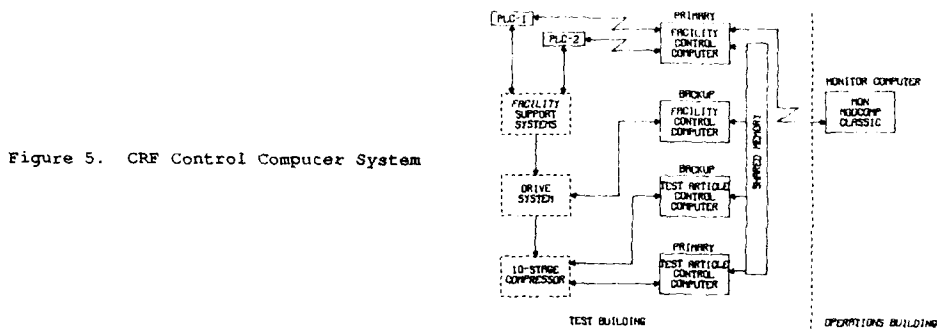 Figure 5. CRF Control Compucer System
PLC-1
PLC-2
PRIMARY
FACILITY
CONTROL
COMPUTER
FACILITY
SUPPORT
SYSTEMS
BACKUP
FACILITY
CONTROL
COMPUTER
SHARED MEMORY
MONITOR COMPUTER
MON
MODCOMP
CLASSIC
DRIVE
SYSTEM
BACKUP
TEST ARTICLE
CONTROL
COMPUTER
10-STAGE
COMPRESSOR
PRIMARY
TEST ARTICLE
CONTROL
COMPUTER
TEST BUILDING
OPERATIONS BUILDING